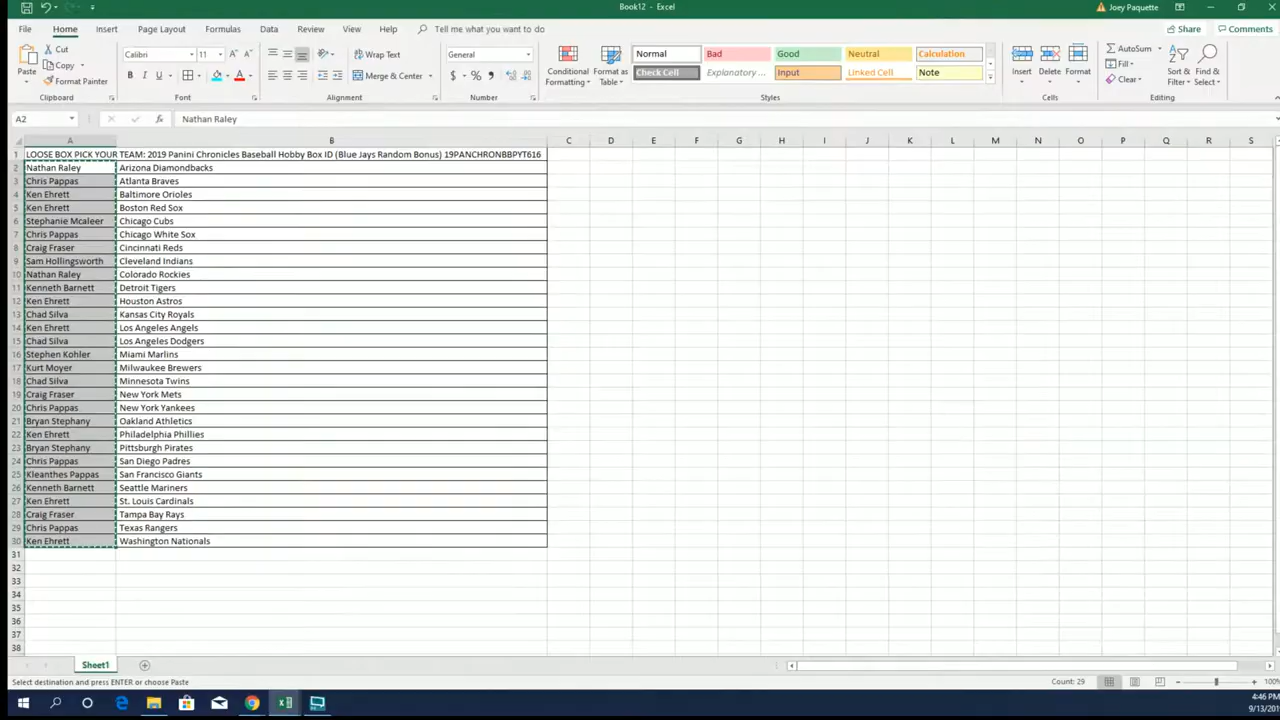 Book12 - Excel
Joey Paquette
File Home Insert Page Layout Formulas Data Review View Help Tell me what you want to do
Share Comments
Paste Cut Copy Format Painter
Calibri 11
Wrap Text
Merge & Center
General
Conditional Formatting Format as Table
Normal Bad Good Neutral Calculation
Check Cell Explanatory ... Input Linked Cell Note
Insert Delete Format
AutoSum Fill Clear
Sort & Filter Find & Select
Clipboard Font Alignment Number Styles Cells Editing
A2 fx Nathan Raley
A B C D E F G H I J K L M N O P Q R S
1 LOOSE BOX PICK YOUR TEAM: 2019 Panini Chronicles Baseball Hobby Box ID (Blue Jays Random Bonus) 19PANCHRONBBPYT616
2 Nathan Raley Arizona Diamondbacks
3 Chris Pappas Atlanta Braves
4 Ken Ehrett Baltimore Orioles
5 Ken Ehrett Boston Red Sox
6 Stephanie Mcaleer Chicago Cubs
7 Chris Pappas Chicago White Sox
8 Craig Fraser Cincinnati Reds
9 Sam Hollingsworth Cleveland Indians
10 Nathan Raley Colorado Rockies
11 Kenneth Barnett Detroit Tigers
12 Ken Ehrett Houston Astros
13 Chad Silva Kansas City Royals
14 Ken Ehrett Los Angeles Angels
15 Chad Silva Los Angeles Dodgers
16 Stephen Kohler Miami Marlins
17 Kurt Moyer Milwaukee Brewers
18 Chad Silva Minnesota Twins
19 Craig Fraser New York Mets
20 Chris Pappas New York Yankees
21 Bryan Stephany Oakland Athletics
22 Ken Ehrett Philadelphia Phillies
23 Bryan Stephany Pittsburgh Pirates
24 Chris Pappas San Diego Padres
25 Kleanthes Pappas San Francisco Giants
26 Kenneth Barnett Seattle Mariners
27 Ken Ehrett St. Louis Cardinals
28 Craig Fraser Tampa Bay Rays
29 Chris Pappas Texas Rangers
30 Ken Ehrett Washington Nationals
31
32
33
34
35
36
37
38
Sheet1
Select destination and press ENTER or choose Paste Count: 29 100%
4:46 PM
9/13/201